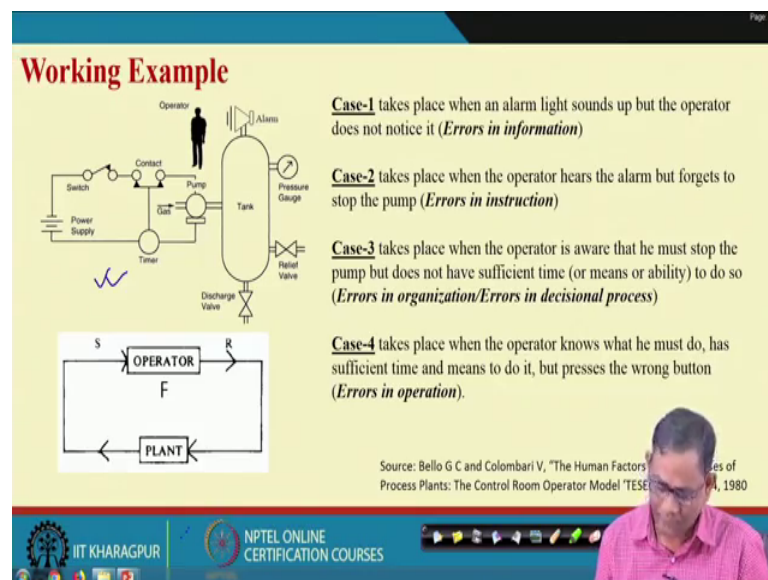 Page:
Working Example
Operator
Alarm
Contact
Switch
Pump
Gas
Tank
Pressure
Gauge
Power
Supply
Timer
Relief
Valve
Discharge
Valve
S
R
OPERATOR
F
PLANT
Case-1 takes place when an alarm light sounds up but the operator
does not notice it (Errors in information)
Case-2 takes place when the operator hears the alarm but forgets to
stop the pump (Errors in instruction)
Case-3 takes place when the operator is aware that he must stop the
pump but does not have sufficient time (or means or ability) to do so
(Errors in organization/Errors in decisional process)
Case-4 takes place when the operator knows what he must do, has
sufficient time and means to do it, but presses the wrong button
(Errors in operation).
Source: Bello G C and Colombari V, "The Human Factors of
Process Plants: The Control Room Operator Model 'TESE , 1980
IIT KHARAGPUR
NPTEL ONLINE
CERTIFICATION COURSES